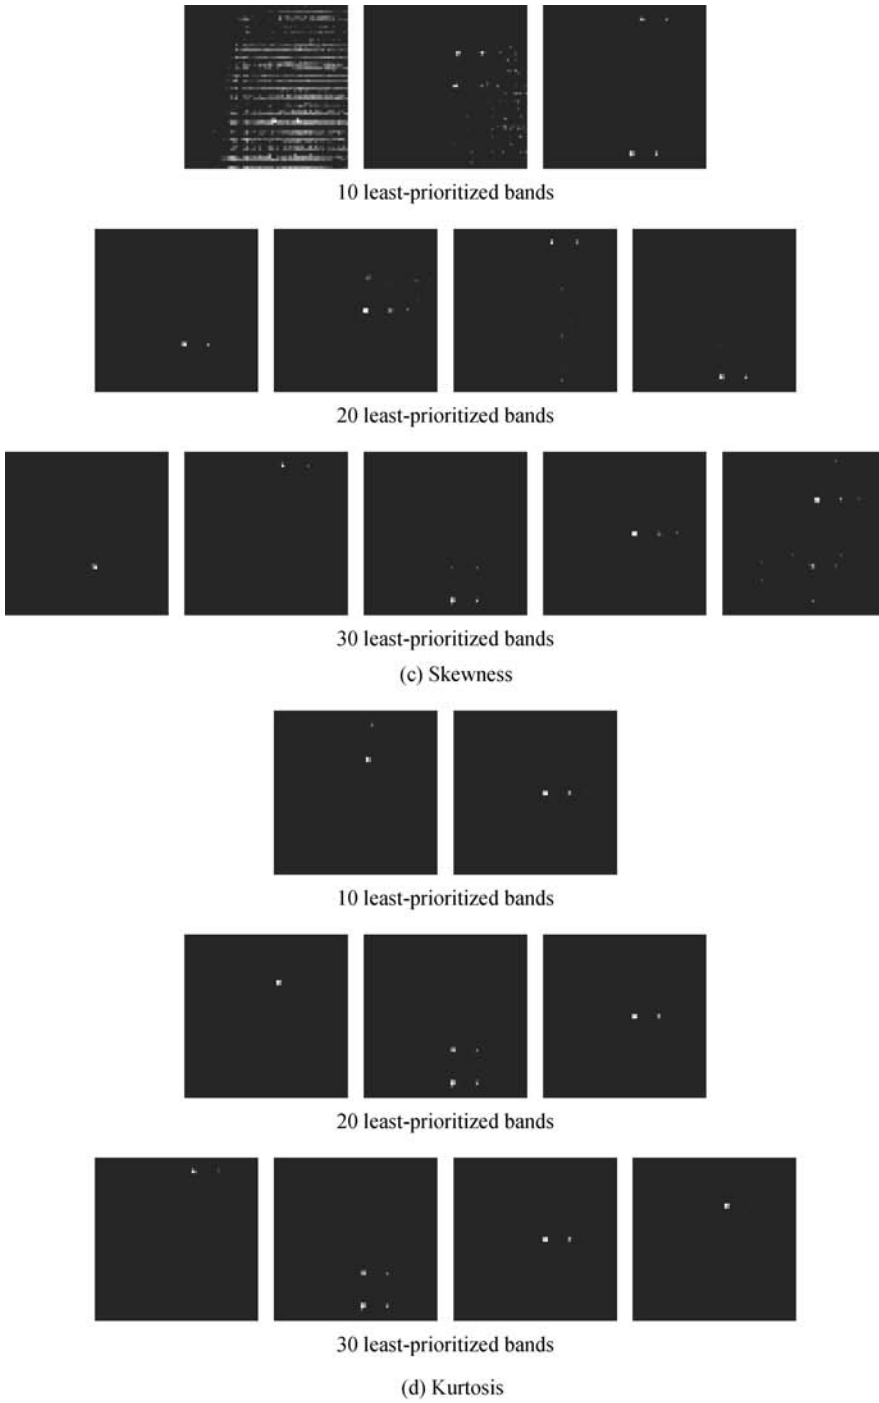 10 least-prioritized bands
20 least-prioritized bands
30 least-prioritized bands
(c) Skewness
10 least-prioritized bands
20 least-prioritized bands
30 least-prioritized bands
(d) Kurtosis